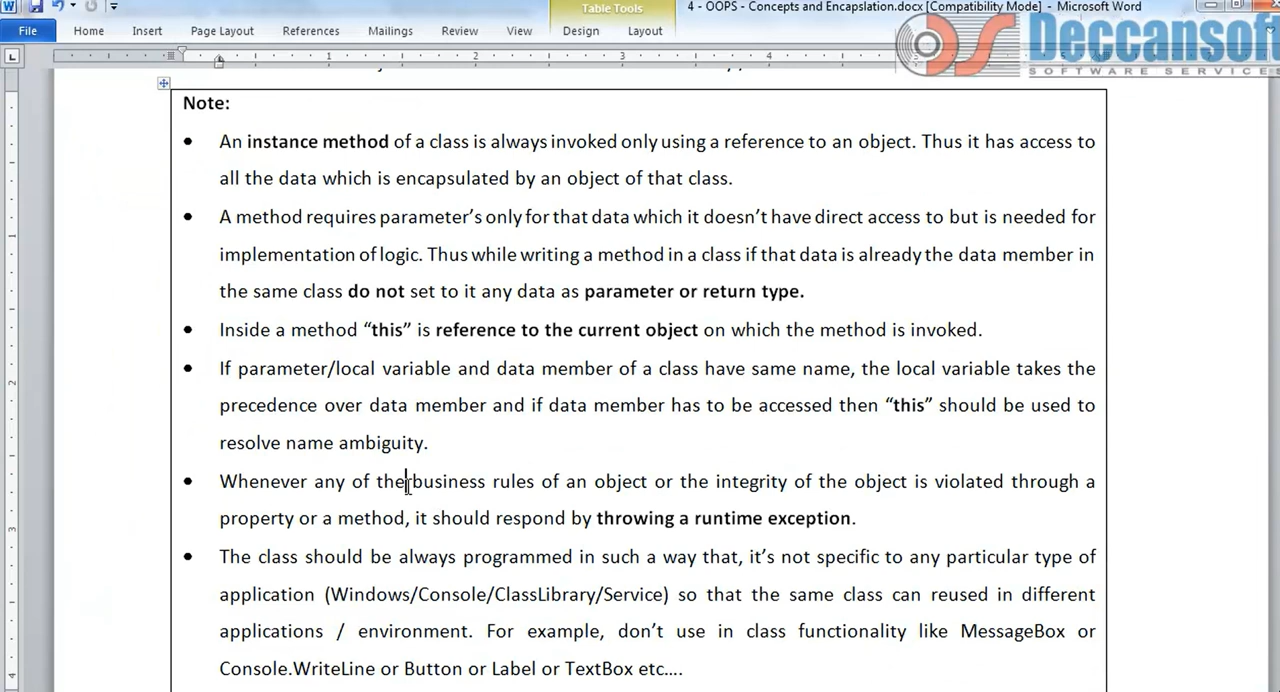 Table Tools
4 - OOPS - Concepts and Encapslation.docx [Compatibility Mode] - Microsoft Word
File Home Insert Page Layout References Mailings Review View Design Layout
Deccansoft
SOFTWARE SERVICES
1 2 3 4
Note:
• An instance method of a class is always invoked only using a reference to an object. Thus it has access to
all the data which is encapsulated by an object of that class.
• A method requires parameter's only for that data which it doesn't have direct access to but is needed for
implementation of logic. Thus while writing a method in a class if that data is already the data member in
the same class do not set to it any data as parameter or return type.
• Inside a method “this” is reference to the current object on which the method is invoked.
• If parameter/local variable and data member of a class have same name, the local variable takes the
precedence over data member and if data member has to be accessed then “this” should be used to
resolve name ambiguity.
• Whenever any of the business rules of an object or the integrity of the object is violated through a
property or a method, it should respond by throwing a runtime exception.
• The class should be always programmed in such a way that, it's not specific to any particular type of
application (Windows/Console/ClassLibrary/Service) so that the same class can reused in different
applications / environment. For example, don't use in class functionality like MessageBox or
Console.WriteLine or Button or Label or TextBox etc....